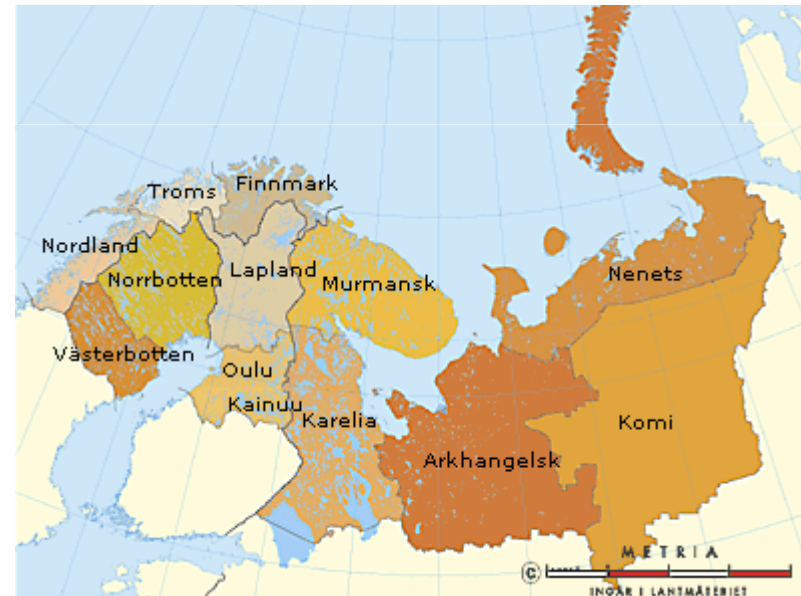 Troms
Finnmark
Nordland
Norrbotten
Lapland
Murmansk
Nenets
Västerbotten
Oulu
Kainuu
Karelia
Komi
Arkhangelsk
METRIA
©
INGÅR I LANTMÄTERIET